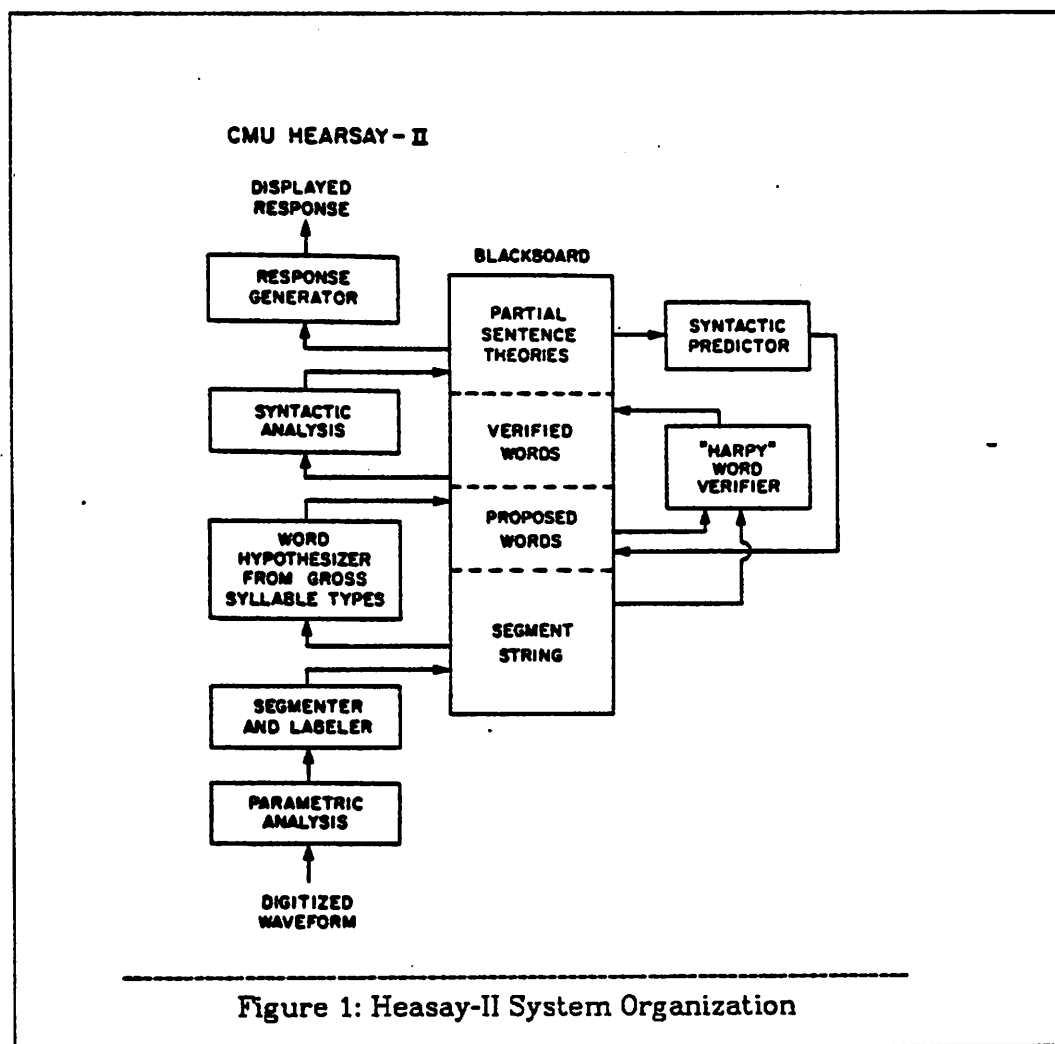 CMU HEARSAY-II
DISPLAYED
RESPONSE
RESPONSE
GENERATOR
SYNTACTIC
ANALYSIS
WORD
HYPOTHESIZER
FROM GROSS
SYLLABLE TYPES
SEGMENTER
AND LABELER
PARAMETRIC
ANALYSIS
DIGITIZED
WAVEFORM
BLACKBOARD
PARTIAL
SENTENCE
THEORIES
VERIFIED
WORDS
PROPOSED
WORDS
SEGMENT
STRING
SYNTACTIC
PREDICTOR
"HARPY"
WORD
VERIFIER
Figure 1: Heasay-II System Organization